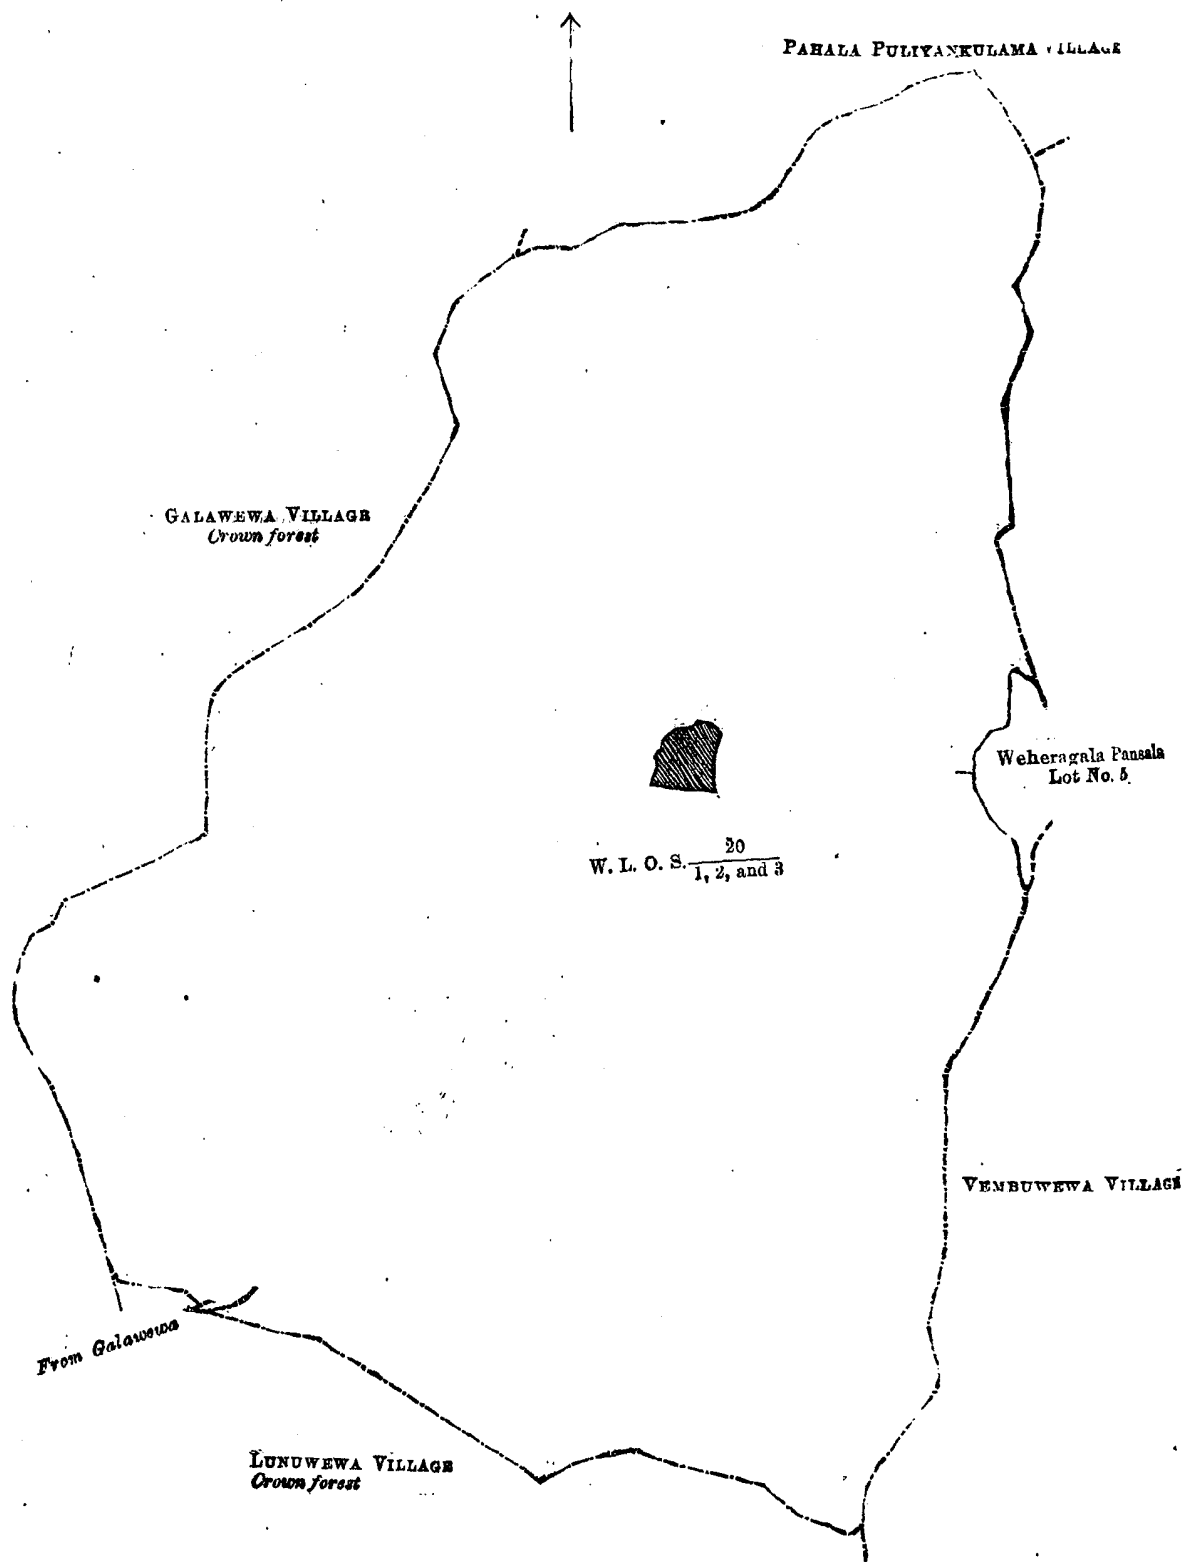 PAHALA PULIYANKULAMA VILLAGE
GALAWEWA VILLAGE
Crown forest
Weheragala Pansala
Lot No. 5
W. L. O. S. 20
1, 2, and 3
VEMBUWEWA VILLAGE
From Galawewa
LUNUWEWA VILLAGE
Crown forest